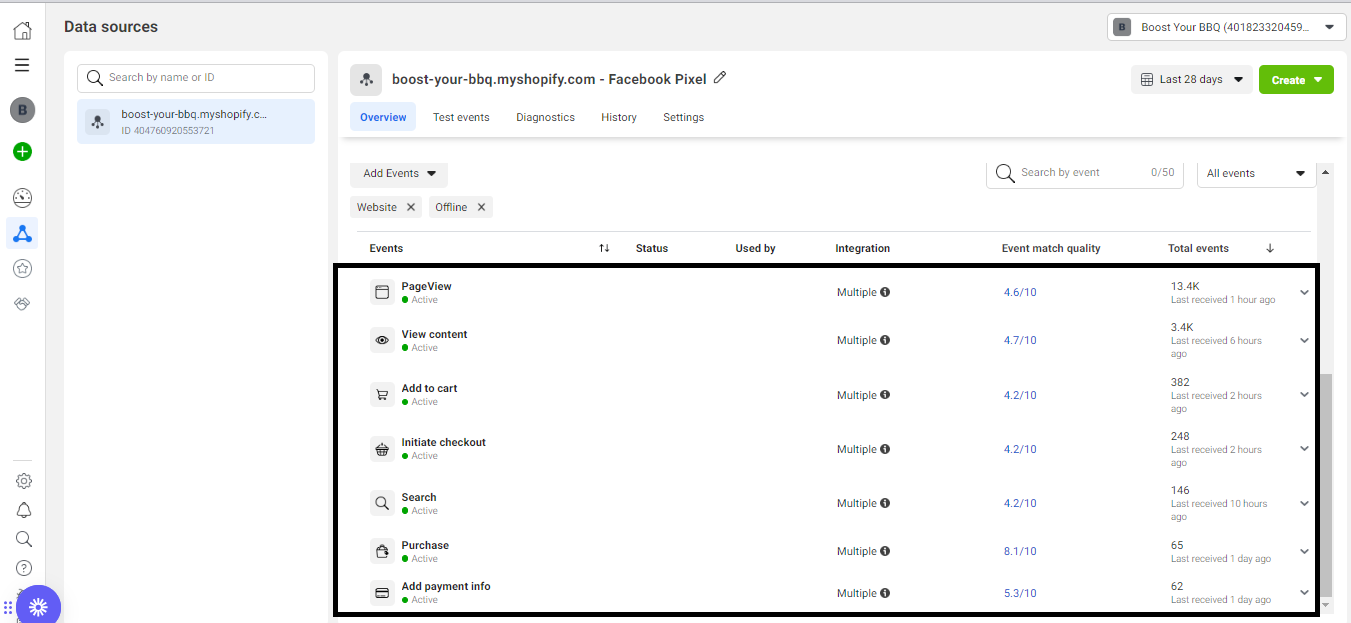 Data sources
B Boost Your BBQ (401823320459...
Search by name or ID
boost-your-bbq.myshopify.c...
ID 404760920553721
B
boost-your-bbq.myshopify.com - Facebook Pixel
Last 28 days
Create
Overview Test events Diagnostics History Settings
Add Events
Search by event 0/50
All events
Website
Offline
Events Status Used by Integration Event match quality Total events
PageView
Active
Multiple
4.6/10
13.4K
Last received 1 hour ago
View content
Active
Multiple
4.7/10
3.4K
Last received 6 hours
ago
Add to cart
Active
Multiple
4.2/10
382
Last received 2 hours
ago
Initiate checkout
Active
Multiple
4.2/10
248
Last received 2 hours
ago
Search
Active
Multiple
4.2/10
146
Last received 10 hours
ago
Purchase
Active
Multiple
8.1/10
65
Last received 1 day ago
Add payment info
Active
Multiple
5.3/10
62
Last received 1 day ago